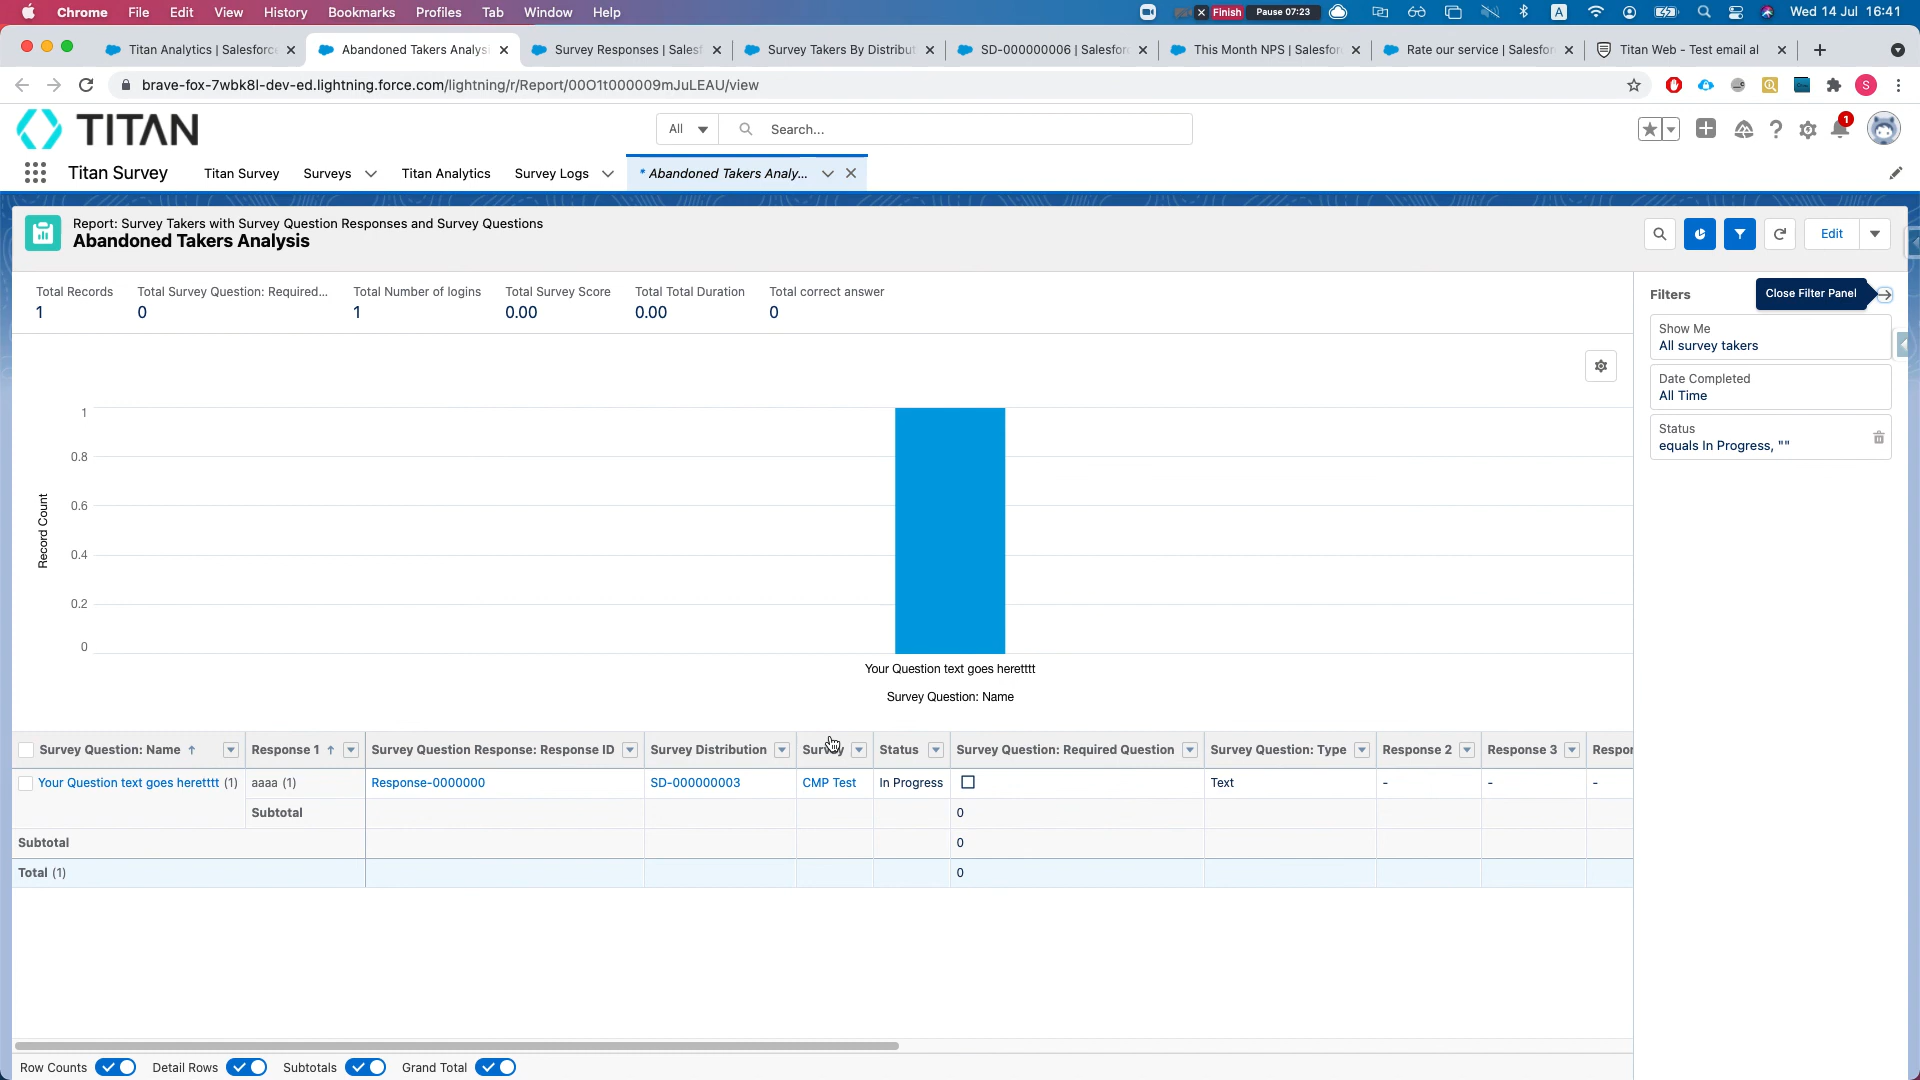 Chrome File Edit View History Bookmarks Profiles Tab Window Help
Finish Pause 07:23 A Wed 14 Jul 16:41
Titan Analytics | Salesforc
Abandoned Takers Analys
Survey Responses | Salesf
Survey Takers By Distribut
SD-000000006 | Salesforc
This Month NPS | Salesfor
Rate our service | Salesfor
Titan Web - Test email al
brave-fox-7wbk8l-dev-ed.lightning.force.com/lightning/r/Report/00O1t000009mJuLEAU/view
S
TITAN
All
Search...
1
Titan Survey
Titan Survey Surveys Titan Analytics Survey Logs * Abandoned Takers Analy...
Report: Survey Takers with Survey Question Responses and Survey Questions
Abandoned Takers Analysis
Edit
Total Records Total Survey Question: Required... Total Number of logins Total Survey Score Total Total Duration Total correct answer
1 0 1 0.00 0.00 0
Filters
Close Filter Panel
Show Me
All survey takers
Date Completed
All Time
Status
equals In Progress, ""
1
0.8
0.6
0.4
0.2
0
Record Count
Your Question text goes heretttt
Survey Question: Name
Survey Question: Name Response 1 Survey Question Response: Response ID Survey Distribution Survey Status Survey Question: Required Question Survey Question: Type Response 2 Response 3 Respor
Your Question text goes heretttt (1) aaaa (1) Response-0000000 SD-000000003 CMP Test In Progress Text - - -
Subtotal 0
Subtotal 0
Total (1) 0
Row Counts Detail Rows Subtotals Grand Total